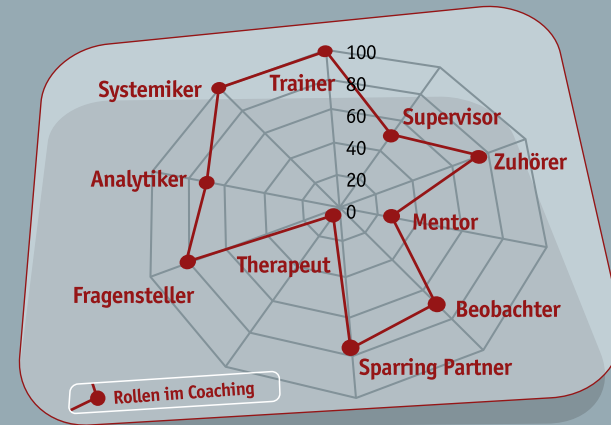 100
Systemiker
Trainer
80
60
Supervisor
40
Zuhörer
Analytiker
20
0
Mentor
Therapeut
Fragensteller
Beobachter
Sparring Partner
Rollen im Coaching